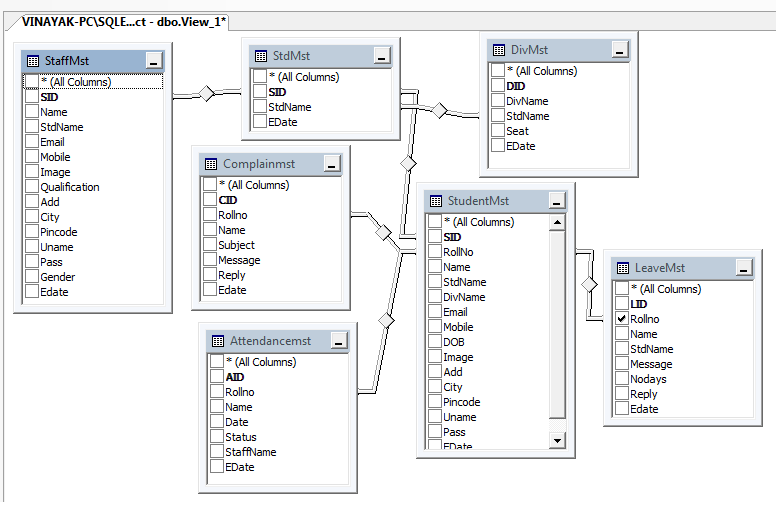 VINAYAK-PC\SQLE...ct - dbo.View_1*
StaffMst
* (All Columns)
SID
Name
StdName
Email
Mobile
Image
Qualification
Add
City
Pincode
Uname
Pass
Gender
Edate
StdMst
* (All Columns)
SID
StdName
EDate
DivMst
* (All Columns)
DID
DivName
StdName
Seat
EDate
Complainmst
* (All Columns)
CID
Rollno
Name
Subject
Message
Reply
Edate
StudentMst
* (All Columns)
SID
RollNo
Name
StdName
DivName
Email
Mobile
DOB
Image
Add
City
Pincode
Uname
Pass
EDate
LeaveMst
* (All Columns)
LID
Rollno
Name
StdName
Message
Nodays
Reply
Edate
Attendancemst
* (All Columns)
AID
Rollno
Name
Date
Status
StaffName
EDate